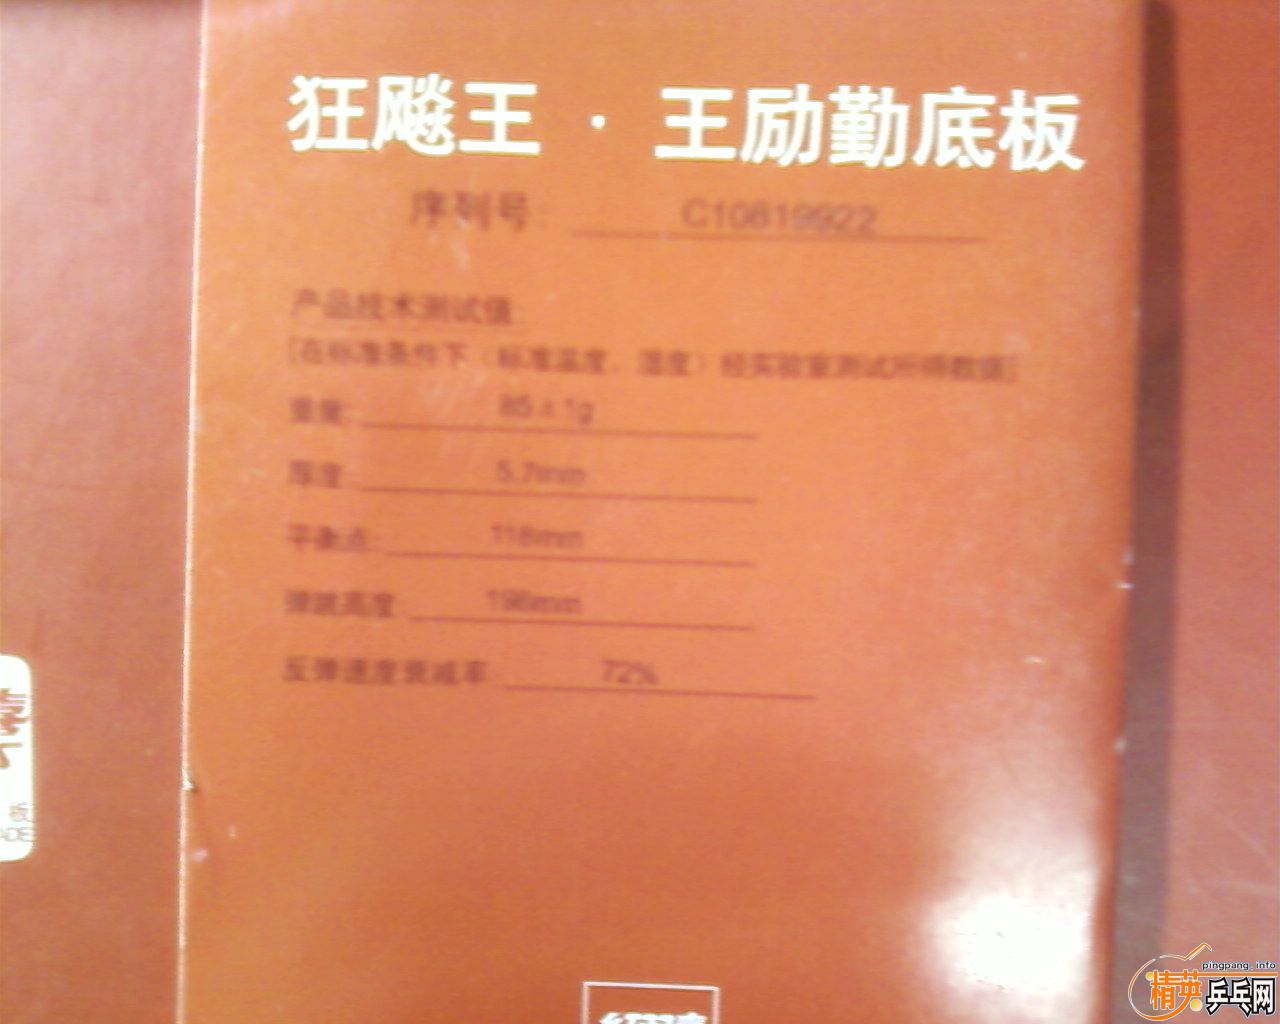 狂飚王 · 王励勤底板
序列号： C10819922
产品技术测试值：
[在标准条件下（标准温度、湿度）经实验室测试所得数值]
重量： 85±1g
厚度： 5.7mm
平衡点： 118mm
弹跳高度： 196mm
反弹速度衰减率： 72%
板
ADE
pingpang.info
精英乒乓网